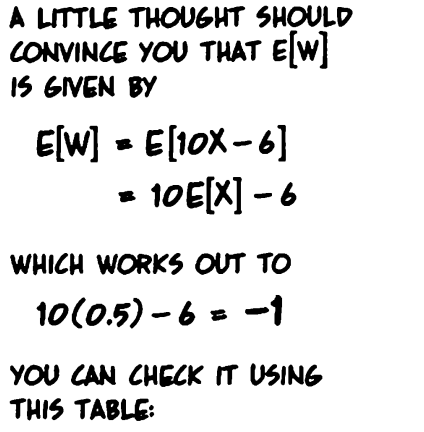 A LITTLE THOUGHT SHOULD
CONVINCE YOU THAT E[W]
IS GIVEN BY
E[W] = E[10X – 6]
= 10E[X] – 6
WHICH WORKS OUT TO
10(0.5) – 6 = –1
YOU CAN CHECK IT USING
THIS TABLE: